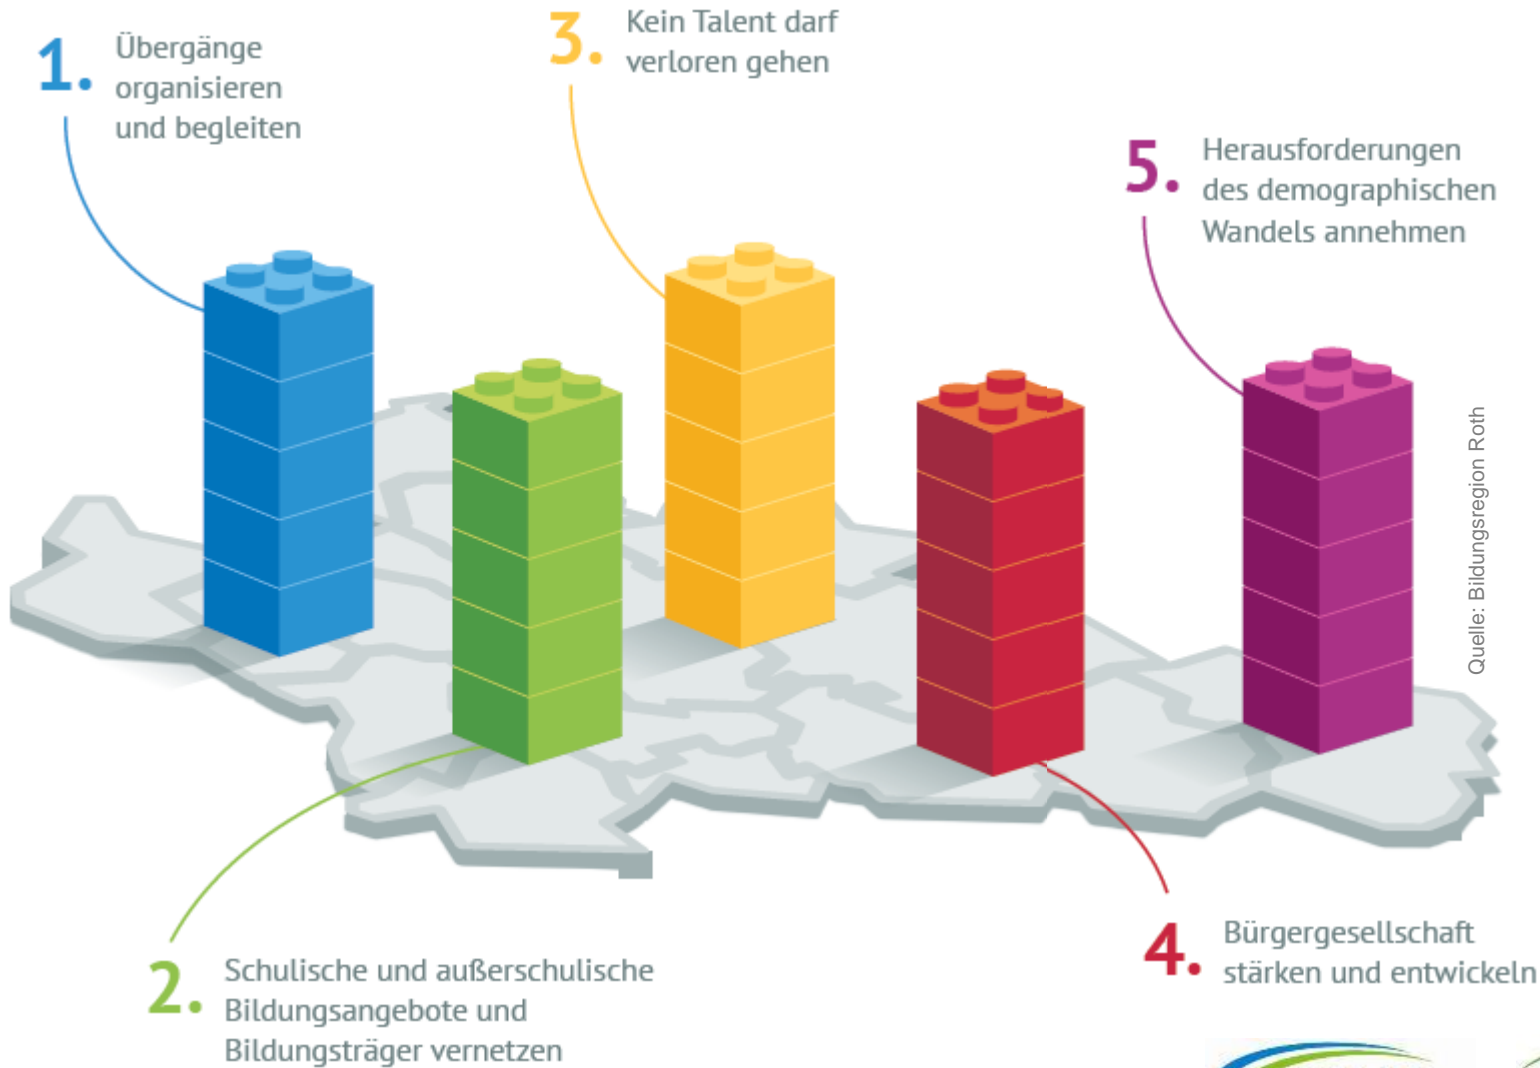 1.
Übergänge
organisieren
und begleiten
3.
Kein Talent darf
verloren gehen
5.
Herausforderungen
des demographischen
Wandels annehmen
Quelle: Bildungsregion Roth
4.
Bürgergesellschaft
stärken und entwickeln
2.
Schulische und außerschulische
Bildungsangebote und
Bildungsträger vernetzen